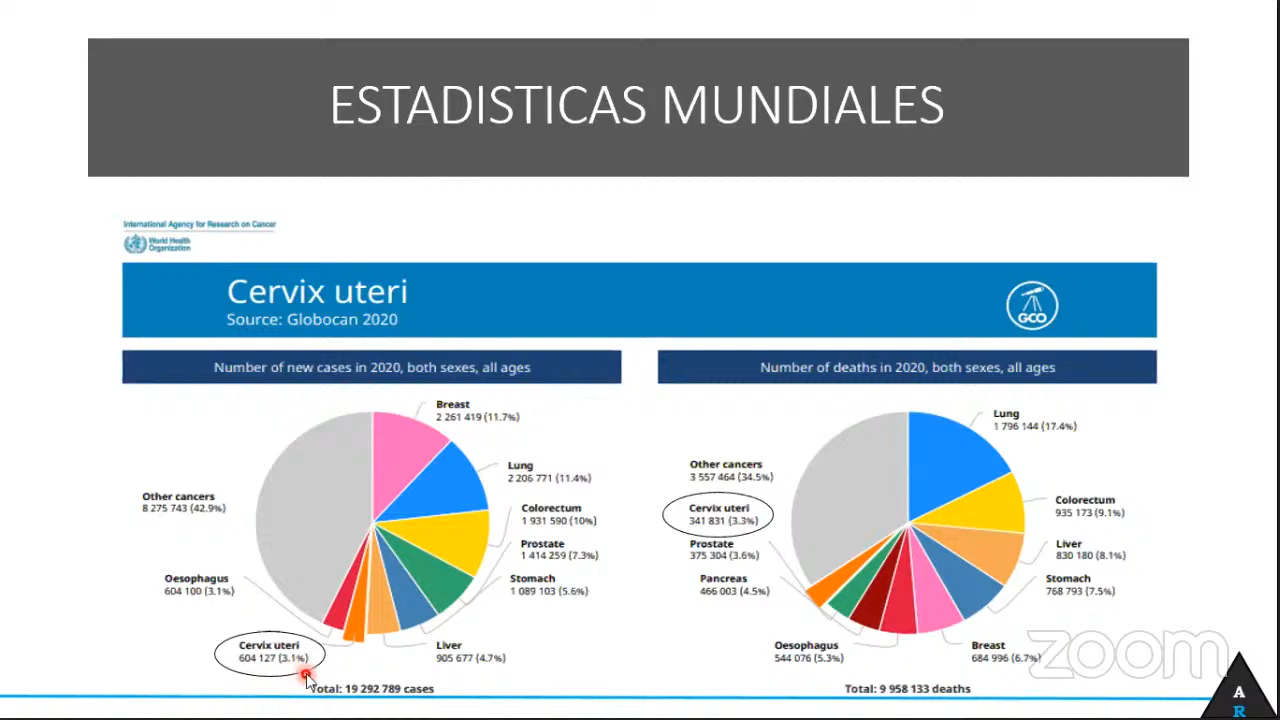 ESTADISTICAS MUNDIALES
International Agency for Research on Cancer
World Health
Organization
Cervix uteri
Source: Globocan 2020
GCO
Number of new cases in 2020, both sexes, all ages
Breast
2 261 419 (11.7%)
Lung
2 206 771 (11.4%)
Colorectum
1 931 590 (10%)
Prostate
1 414 259 (7.3%)
Stomach
1 089 103 (5.6%)
Liver
905 677 (4.7%)
Cervix uteri
604 127 (3.1%)
Oesophagus
604 100 (3.1%)
Other cancers
8 275 743 (42.9%)
Total: 19 292 789 cases
Number of deaths in 2020, both sexes, all ages
Lung
1 796 144 (17.4%)
Colorectum
935 173 (9.1%)
Liver
830 180 (8.1%)
Stomach
768 793 (7.5%)
Breast
684 996 (6.7%)
Oesophagus
544 076 (5.3%)
Pancreas
466 003 (4.5%)
Prostate
375 304 (3.6%)
Cervix uteri
341 831 (3.3%)
Other cancers
3 557 464 (34.5%)
Total: 9 958 133 deaths
zoom
A
R